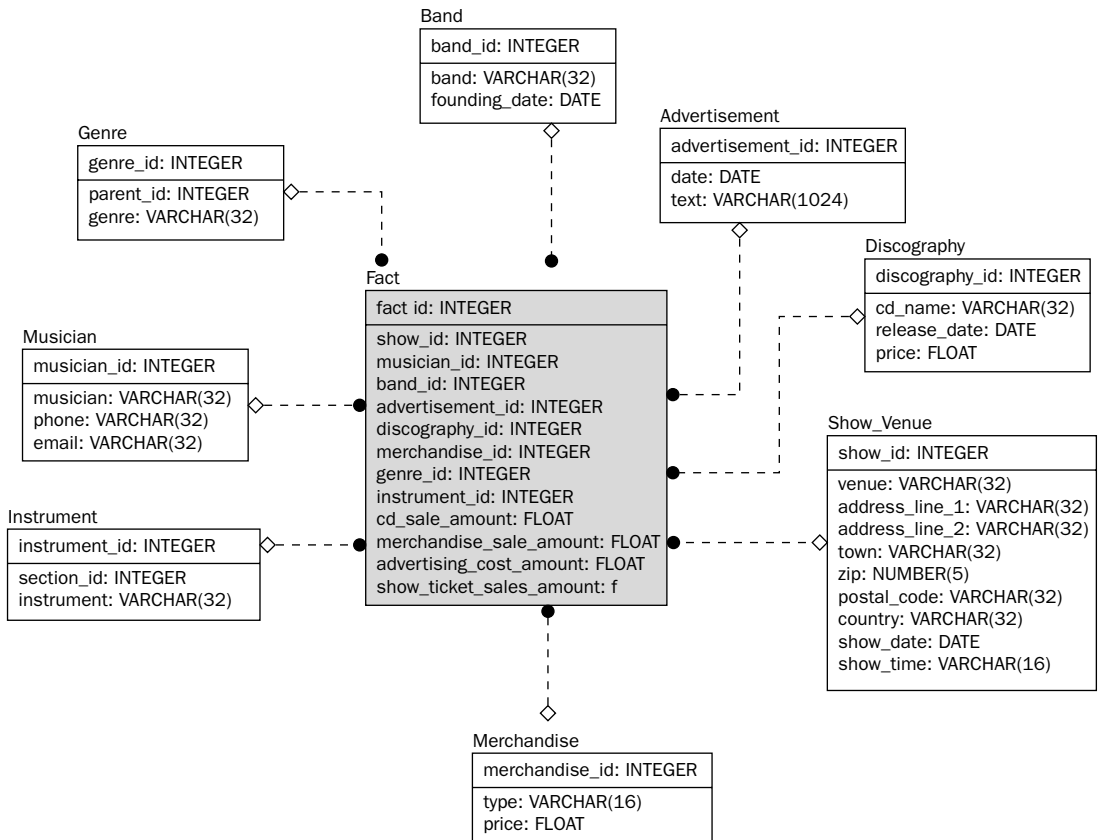 Band
band_id: INTEGER
band: VARCHAR(32)
founding_date: DATE
Advertisement
advertisement_id: INTEGER
date: DATE
text: VARCHAR(1024)
Genre
genre_id: INTEGER
parent_id: INTEGER
genre: VARCHAR(32)
Discography
discography_id: INTEGER
cd_name: VARCHAR(32)
release_date: DATE
price: FLOAT
Fact
fact id: INTEGER
show_id: INTEGER
musician_id: INTEGER
band_id: INTEGER
advertisement_id: INTEGER
discography_id: INTEGER
merchandise_id: INTEGER
genre_id: INTEGER
instrument_id: INTEGER
cd_sale_amount: FLOAT
merchandise_sale_amount: FLOAT
advertising_cost_amount: FLOAT
show_ticket_sales_amount: f
Musician
musician_id: INTEGER
musician: VARCHAR(32)
phone: VARCHAR(32)
email: VARCHAR(32)
Show_Venue
show_id: INTEGER
venue: VARCHAR(32)
address_line_1: VARCHAR(32)
address_line_2: VARCHAR(32)
town: VARCHAR(32)
zip: NUMBER(5)
postal_code: VARCHAR(32)
country: VARCHAR(32)
show_date: DATE
show_time: VARCHAR(16)
Instrument
instrument_id: INTEGER
section_id: INTEGER
instrument: VARCHAR(32)
Merchandise
merchandise_id: INTEGER
type: VARCHAR(16)
price: FLOAT